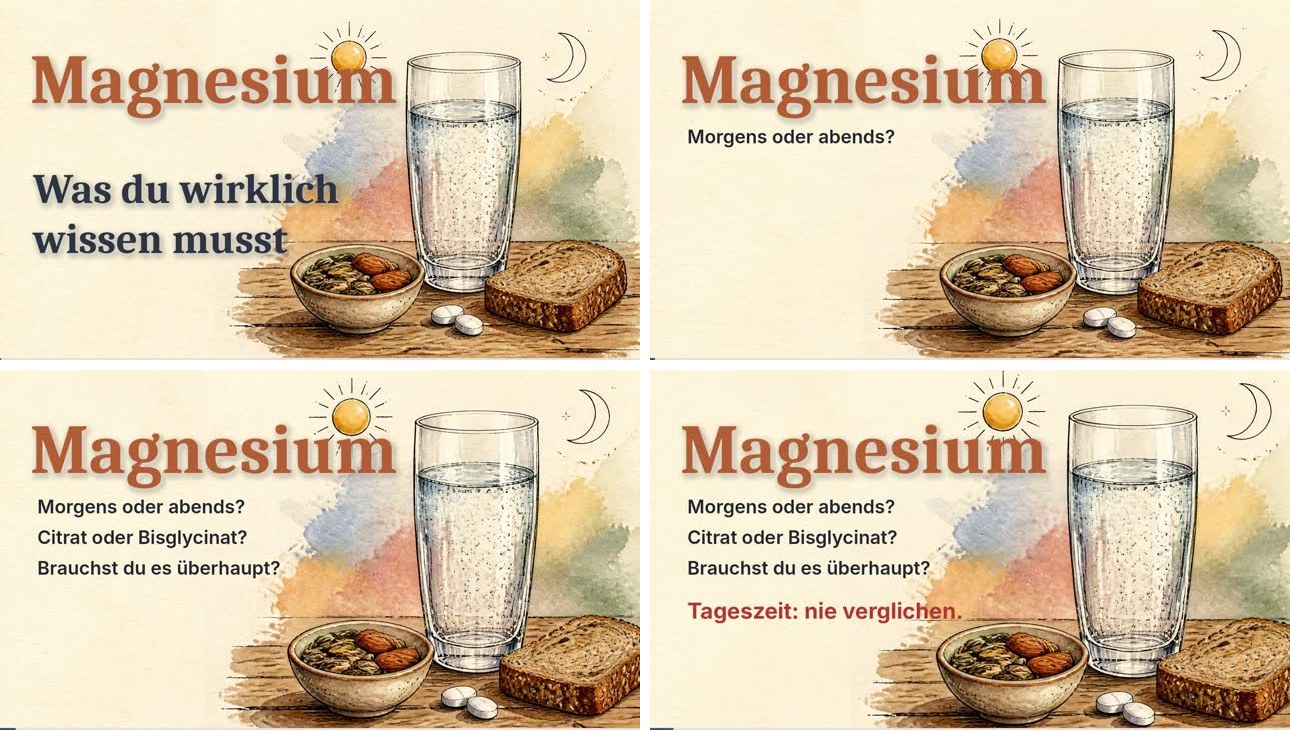 Magnesium
Was du wirklich
wissen musst
Magnesium
Morgens oder abends?
Magnesium
Morgens oder abends?
Citrat oder Bisglycinat?
Brauchst du es überhaupt?
Magnesium
Morgens oder abends?
Citrat oder Bisglycinat?
Brauchst du es überhaupt?
Tageszeit: nie verglichen.